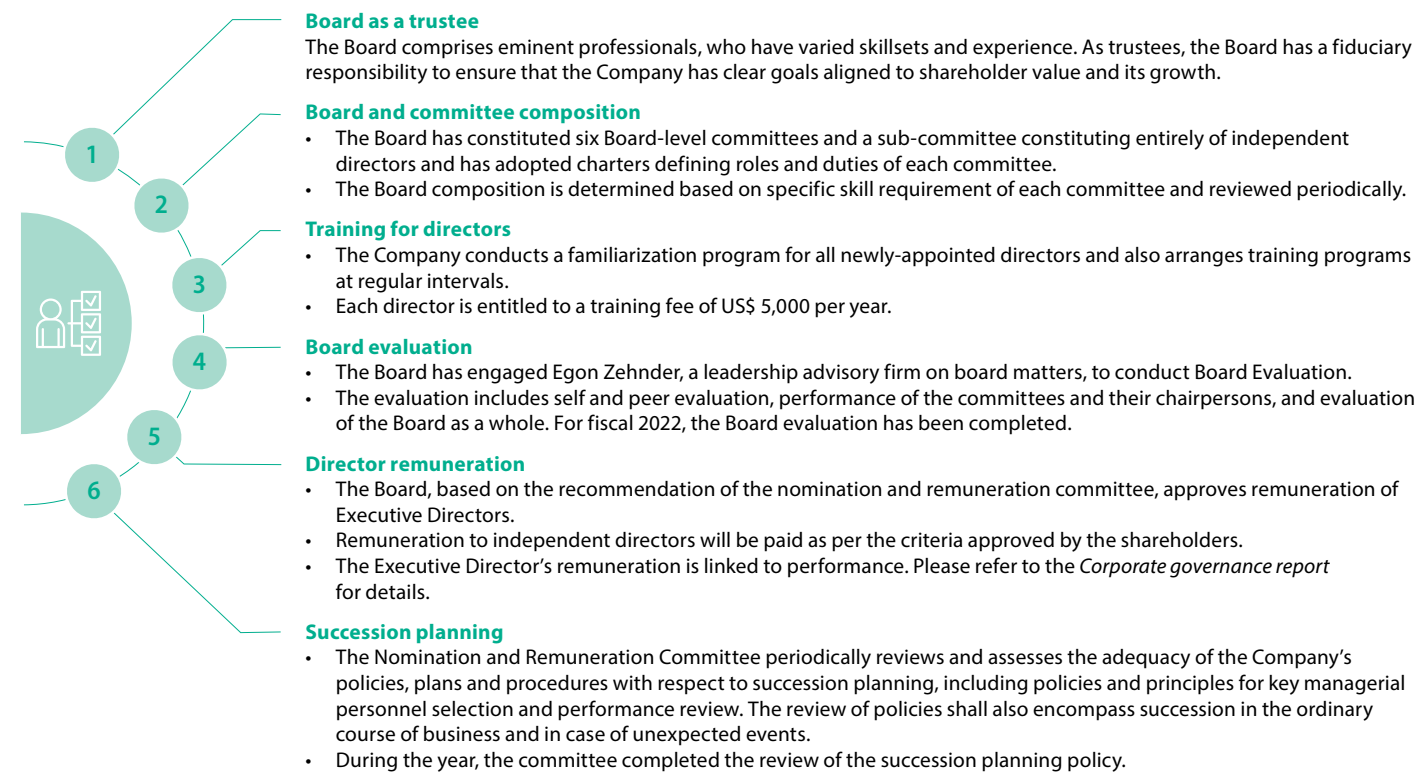 Board as a trustee
The Board comprises eminent professionals, who have varied skillsets and experience. As trustees, the Board has a fiduciary
responsibility to ensure that the Company has clear goals aligned to shareholder value and its growth.
1
Board and committee composition
• The Board has constituted six Board-level committees and a sub-committee constituting entirely of independent
directors and has adopted charters defining roles and duties of each committee.
• The Board composition is determined based on specific skill requirement of each committee and reviewed periodically.
2
Training for directors
• The Company conducts a familiarization program for all newly-appointed directors and also arranges training programs
at regular intervals.
• Each director is entitled to a training fee of US$ 5,000 per year.
3
Board evaluation
• The Board has engaged Egon Zehnder, a leadership advisory firm on board matters, to conduct Board Evaluation.
• The evaluation includes self and peer evaluation, performance of the committees and their chairpersons, and evaluation
of the Board as a whole. For fiscal 2022, the Board evaluation has been completed.
4
Director remuneration
• The Board, based on the recommendation of the nomination and remuneration committee, approves remuneration of
Executive Directors.
• Remuneration to independent directors will be paid as per the criteria approved by the shareholders.
• The Executive Director's remuneration is linked to performance. Please refer to the Corporate governance report
for details.
5
Succession planning
• The Nomination and Remuneration Committee periodically reviews and assesses the adequacy of the Company's
policies, plans and procedures with respect to succession planning, including policies and principles for key managerial
personnel selection and performance review. The review of policies shall also encompass succession in the ordinary
course of business and in case of unexpected events.
• During the year, the committee completed the review of the succession planning policy.
6